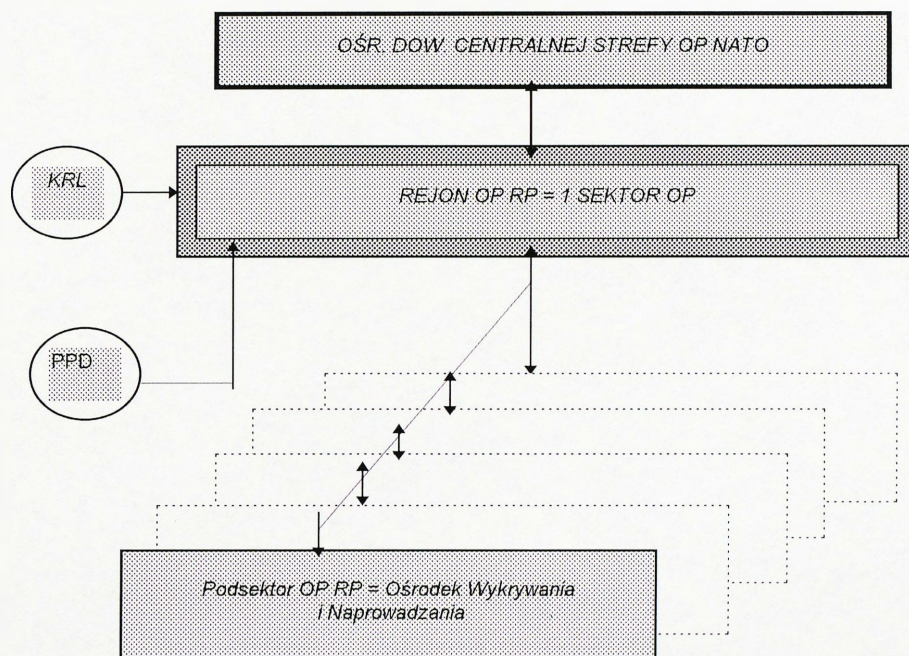 OŚR. DOW. CENTRALNEJ STREFY OP NATO
KRL
REJON OP RP = 1 SEKTOR OP
PPD
Podsektor OP RP = Ośrodek Wykrywania
i Naprowadzania